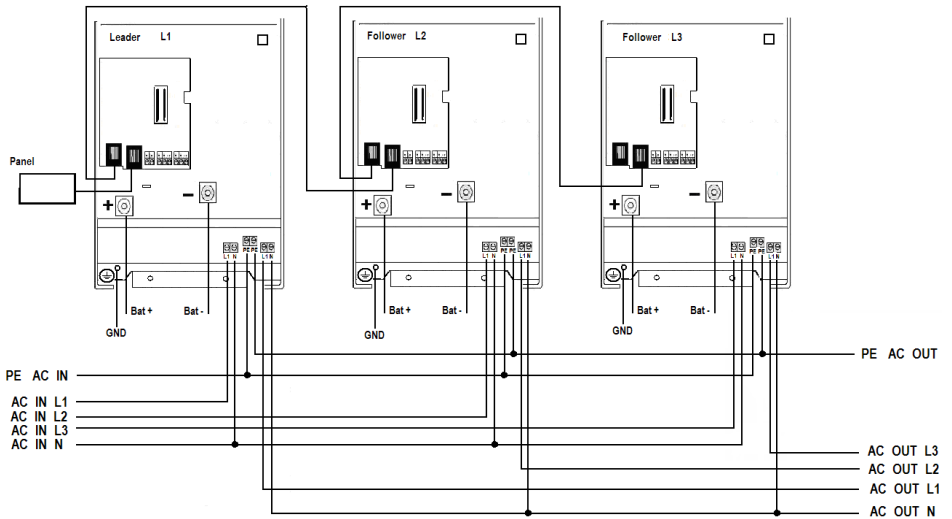 Leader L1
Follower L2
Follower L3
Panel
+ -
+ -
+ -
L1 N PE PE L1 N
L1 N PE PE L1 N
L1 N PE PE L1 N
Bat + Bat -
Bat + Bat -
Bat + Bat -
GND
GND
GND
PE AC OUT
PE AC IN
AC IN L1
AC IN L2
AC IN L3
AC IN N
AC OUT L3
AC OUT L2
AC OUT L1
AC OUT N